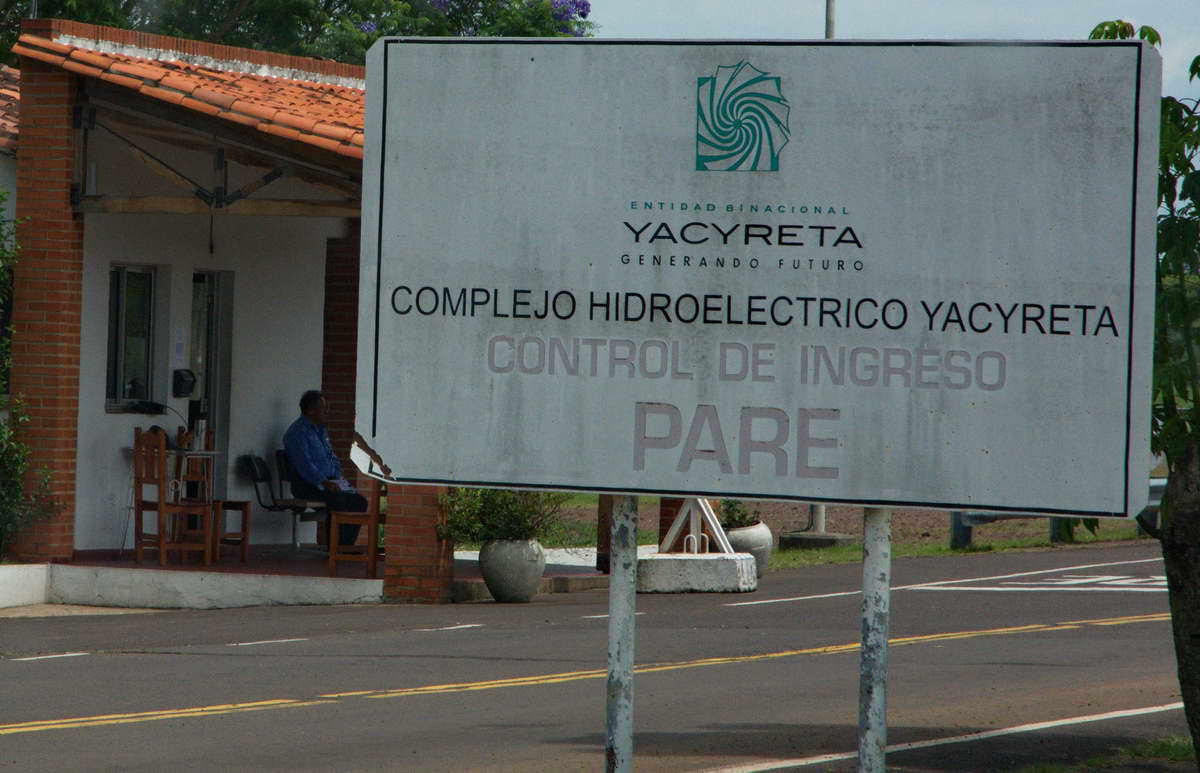 ENTIDAD BINACIONAL
YACYRETA
GENERANDO FUTURO
COMPLEJO HIDROELECTRICO YACYRETA
CONTROL DE INGRESO
PARE